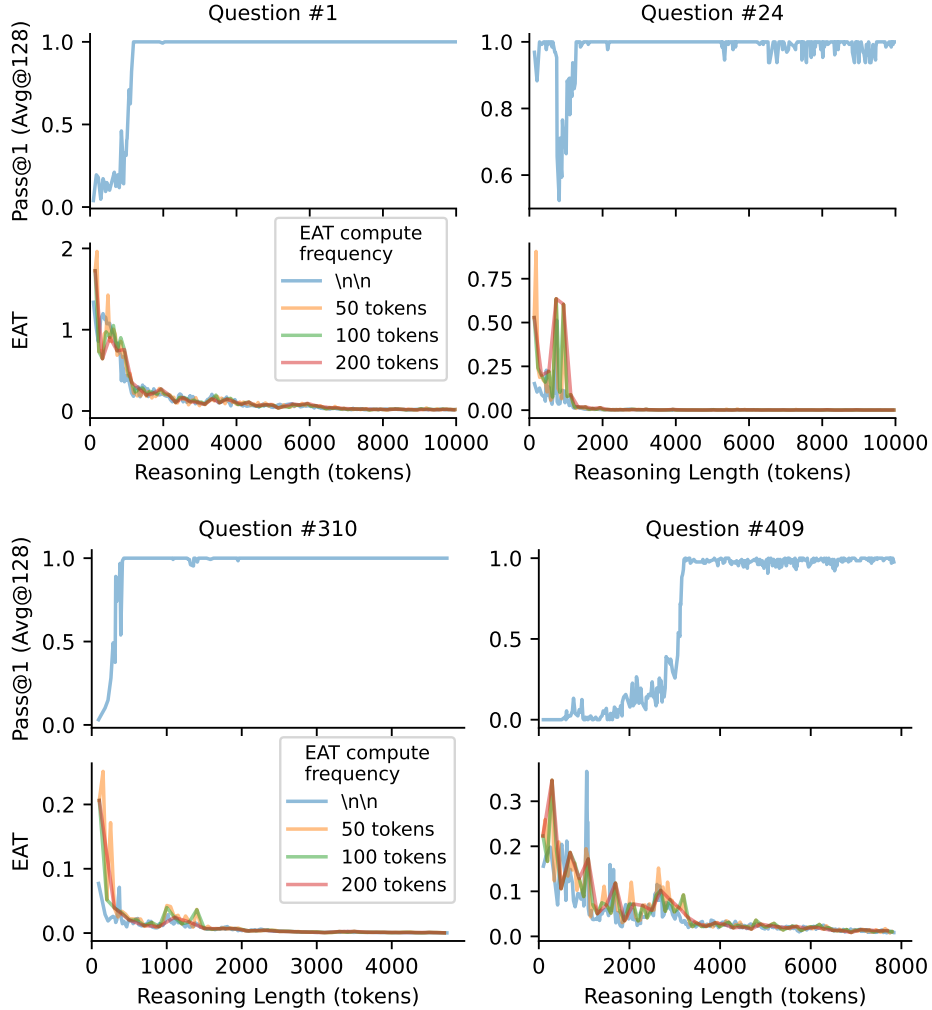 Question #1
Pass@1 (Avg@128)
1.0
0.5
0.0
Question #24
1.0
0.8
0.6
EAT
2
1
0
EAT compute
frequency
\n\n
50 tokens
100 tokens
200 tokens
0 2000 4000 6000 8000 10000
Reasoning Length (tokens)
0.75
0.50
0.25
0.00
0 2000 4000 6000 8000 10000
Reasoning Length (tokens)
Question #310
Pass@1 (Avg@128)
1.0
0.5
0.0
Question #409
1.0
0.5
0.0
EAT
0.2
0.1
0.0
EAT compute
frequency
\n\n
50 tokens
100 tokens
200 tokens
0 1000 2000 3000 4000
Reasoning Length (tokens)
0.3
0.2
0.1
0.0
0 2000 4000 6000 8000
Reasoning Length (tokens)